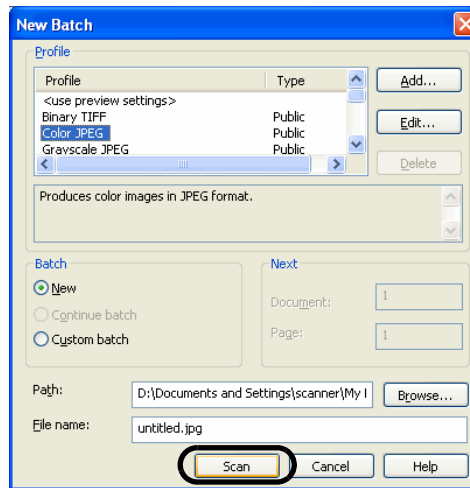 New Batch
Profile
Profile Type
<use preview settings>
Binary TIFF Public
Color JPEG Public
Grayscale JPEG Public
Add...
Edit...
Delete
Produces color images in JPEG format.
Batch
New
Continue batch
Custom batch
Next
Document: 1
Page: 1
Path: D:\Documents and Settings\scanner\My I
Browse...
File name: untitled.jpg
Scan Cancel Help